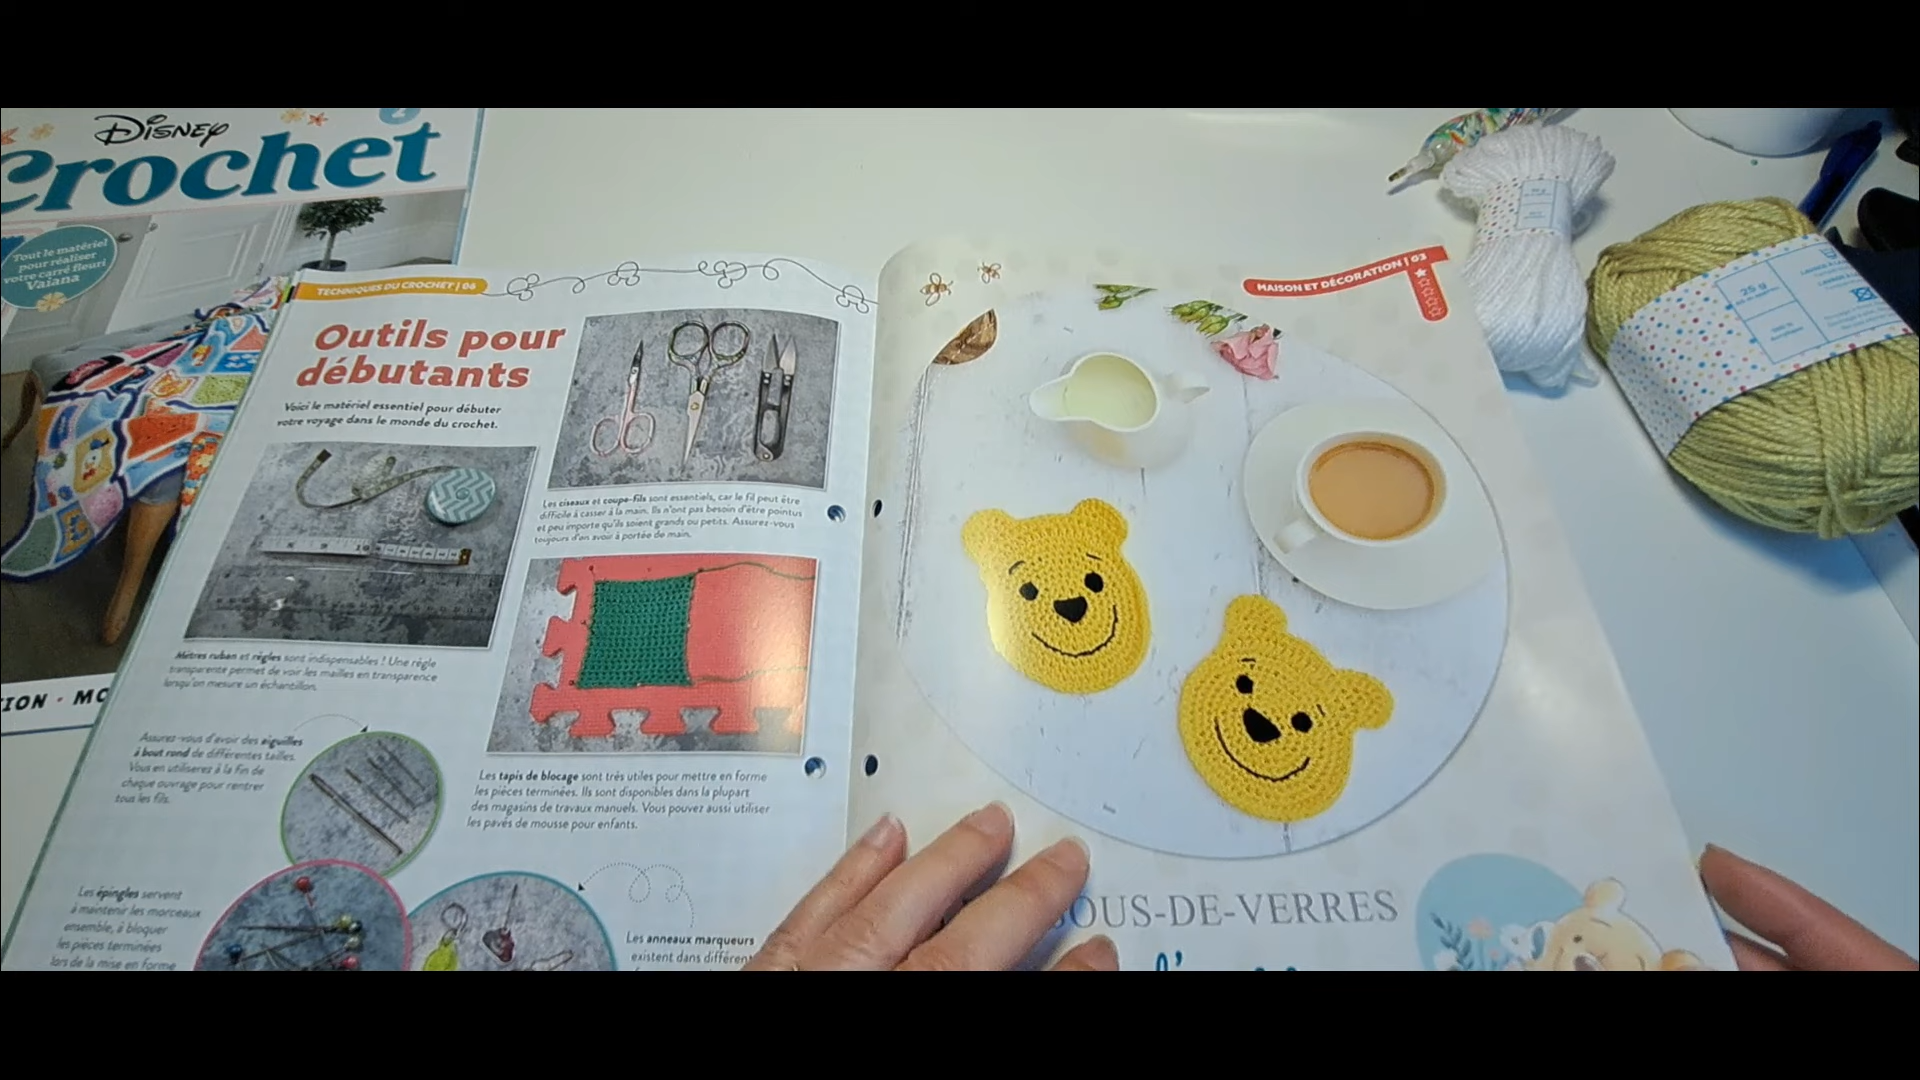 Disney
Crochet
2
Tout le matériel
pour réaliser
votre carré fleuri
Vaiana
TION · MO
TECHNIQUES DU CROCHET | 06
Outils pour
débutants
Voici le matériel essentiel pour débuter
votre voyage dans le monde du crochet.
Les ciseaux et coupe-fils sont essentiels, car le fil peut être
difficile à casser à la main. Ils n'ont pas besoin d'être pointus
et peu importe qu'ils soient grands ou petits. Assurez-vous
toujours d'en avoir à portée de main.
Mètres ruban et règles sont indispensables ! Une règle
transparente permet de voir les mailles en transparence
lorsqu'on mesure un échantillon.
Assurez-vous d'avoir des aiguilles
à bout rond de différentes tailles.
Vous en utiliserez à la fin de
chaque ouvrage pour rentrer
tous les fils.
Les tapis de blocage sont très utiles pour mettre en forme
les pièces terminées. Ils sont disponibles dans la plupart
des magasins de travaux manuels. Vous pouvez aussi utiliser
les pavés de mousse pour enfants.
Les épingles servent
à maintenir les morceaux
ensemble, à bloquer
les pièces terminées
lors de la mise en forme
Les anneaux marqueurs
existent dans différent
MAISON ET DÉCORATION | 03
SOUS-DE-VERRES
25 g